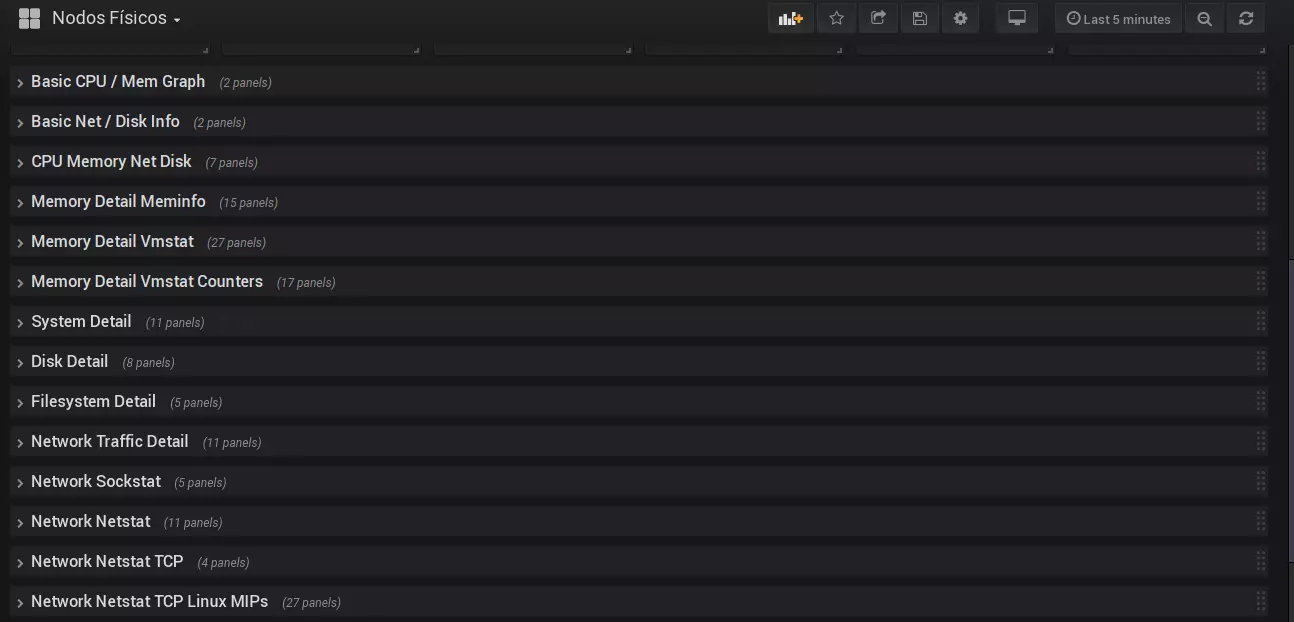 Nodos Físicos
Last 5 minutes
Basic CPU / Mem Graph (2 panels)
Basic Net / Disk Info (2 panels)
CPU Memory Net Disk (7 panels)
Memory Detail Meminfo (15 panels)
Memory Detail Vmstat (27 panels)
Memory Detail Vmstat Counters (17 panels)
System Detail (11 panels)
Disk Detail (8 panels)
Filesystem Detail (5 panels)
Network Traffic Detail (11 panels)
Network Sockstat (5 panels)
Network Netstat (11 panels)
Network Netstat TCP (4 panels)
Network Netstat TCP Linux MIPs (27 panels)